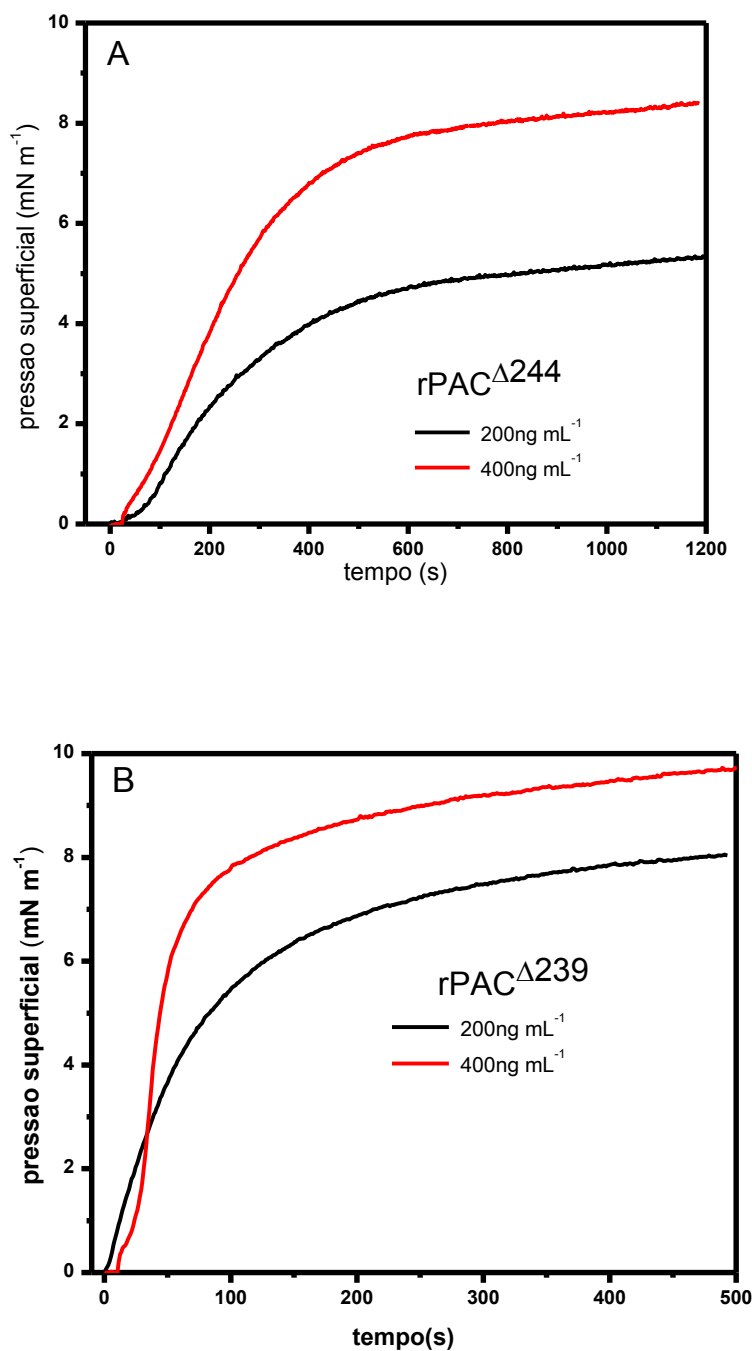 A
10
8
6
4
2
0
pressao superficial (mN m⁻¹)
rPAC^Δ244
200ng mL⁻¹
400ng mL⁻¹
0 200 400 600 800 1000 1200
tempo (s)
B
10
8
6
4
2
0
pressao superficial (mN m⁻¹)
rPAC^Δ239
200ng mL⁻¹
400ng mL⁻¹
0 100 200 300 400 500
tempo(s)